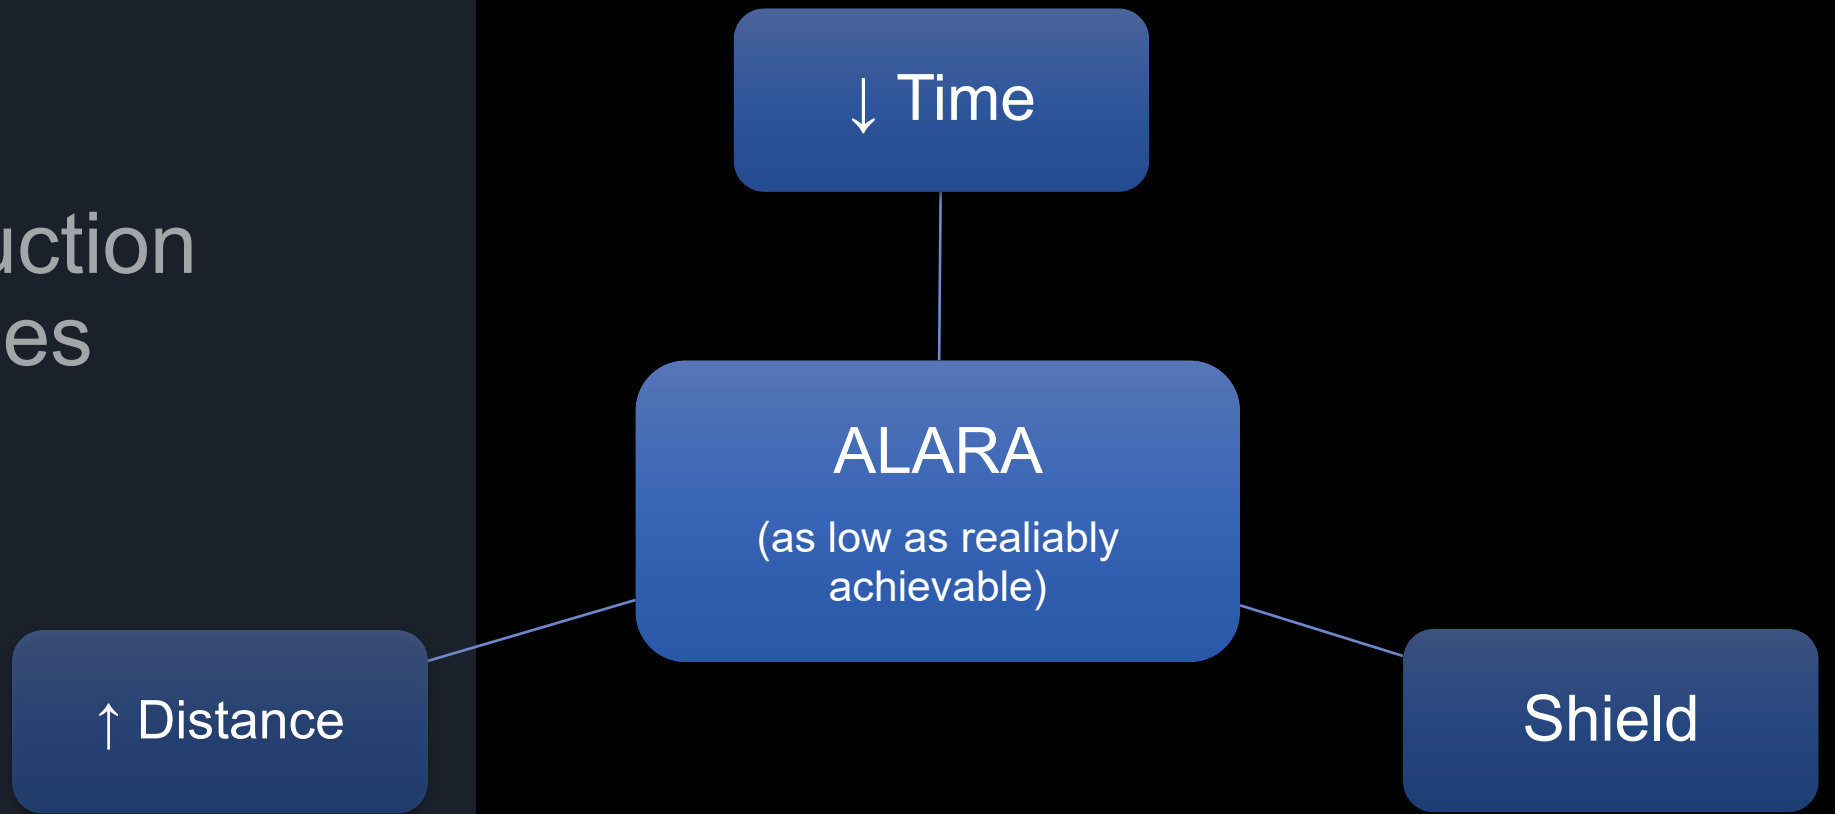 ↓ Time
uction
es
ALARA
(as low as realiably
achievable)
↑ Distance
Shield